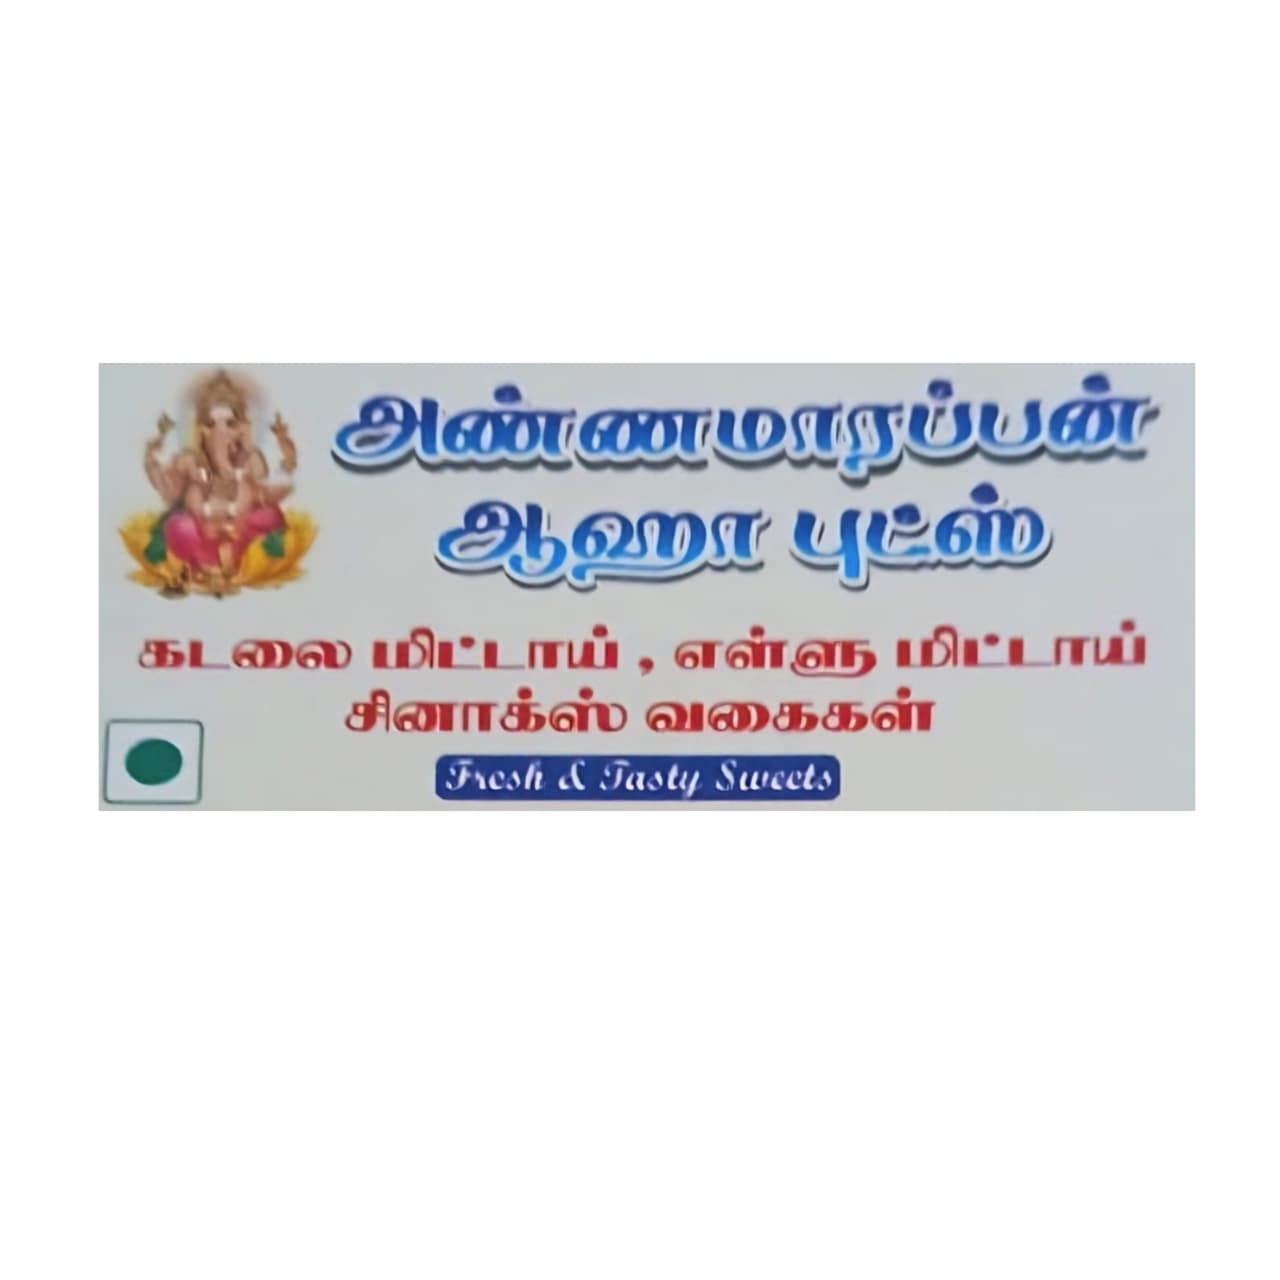 அண்ணமாரப்பன்
ஆஹா புட்ஸ்
கடலை மிட்டாய் , எள்ளு மிட்டாய்
சினாக்ஸ் வகைகள்
Fresh & Tasty Sweets